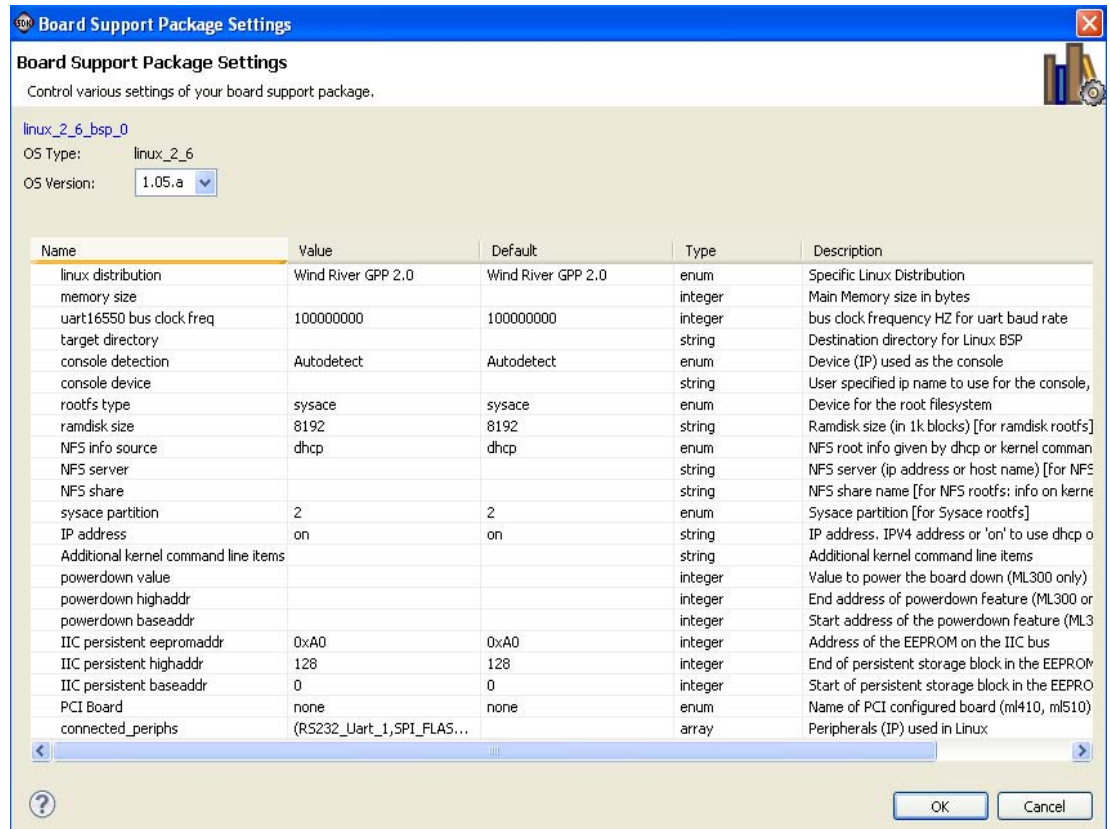 SDK Board Support Package Settings
Board Support Package Settings
Control various settings of your board support package.
linux_2_6_bsp_0
OS Type: linux_2_6
OS Version: 1.05.a
Name Value Default Type Description
linux distribution Wind River GPP 2.0 Wind River GPP 2.0 enum Specific Linux Distribution
memory size integer Main Memory size in bytes
uart16550 bus clock freq 100000000 100000000 integer bus clock frequency HZ for uart baud rate
target directory string Destination directory for Linux BSP
console detection Autodetect Autodetect enum Device (IP) used as the console
console device string User specified ip name to use for the console,
rootfs type sysace sysace enum Device for the root filesystem
ramdisk size 8192 8192 string Ramdisk size (in 1k blocks) [for ramdisk rootfs]
NFS info source dhcp dhcp enum NFS root info given by dhcp or kernel comman
NFS server string NFS server (ip address or host name) [for NFS
NFS share string NFS share name [for NFS rootfs: info on kerne
sysace partition 2 2 enum Sysace partition [for Sysace rootfs]
IP address on on string IP address. IPV4 address or 'on' to use dhcp o
Additional kernel command line items string Additional kernel command line items
powerdown value integer Value to power the board down (ML300 only)
powerdown highaddr integer End address of powerdown feature (ML300 or
powerdown baseaddr integer Start address of the powerdown feature (ML3
IIC persistent eepromaddr 0xA0 0xA0 integer Address of the EEPROM on the IIC bus
IIC persistent highaddr 128 128 integer End of persistent storage block in the EEPROM
IIC persistent baseaddr 0 0 integer Start of persistent storage block in the EEPRO
PCI Board none none enum Name of PCI configured board (ml410, ml510)
connected_periphs (RS232_Uart_1,SPI_FLAS... array Peripherals (IP) used in Linux
? OK Cancel